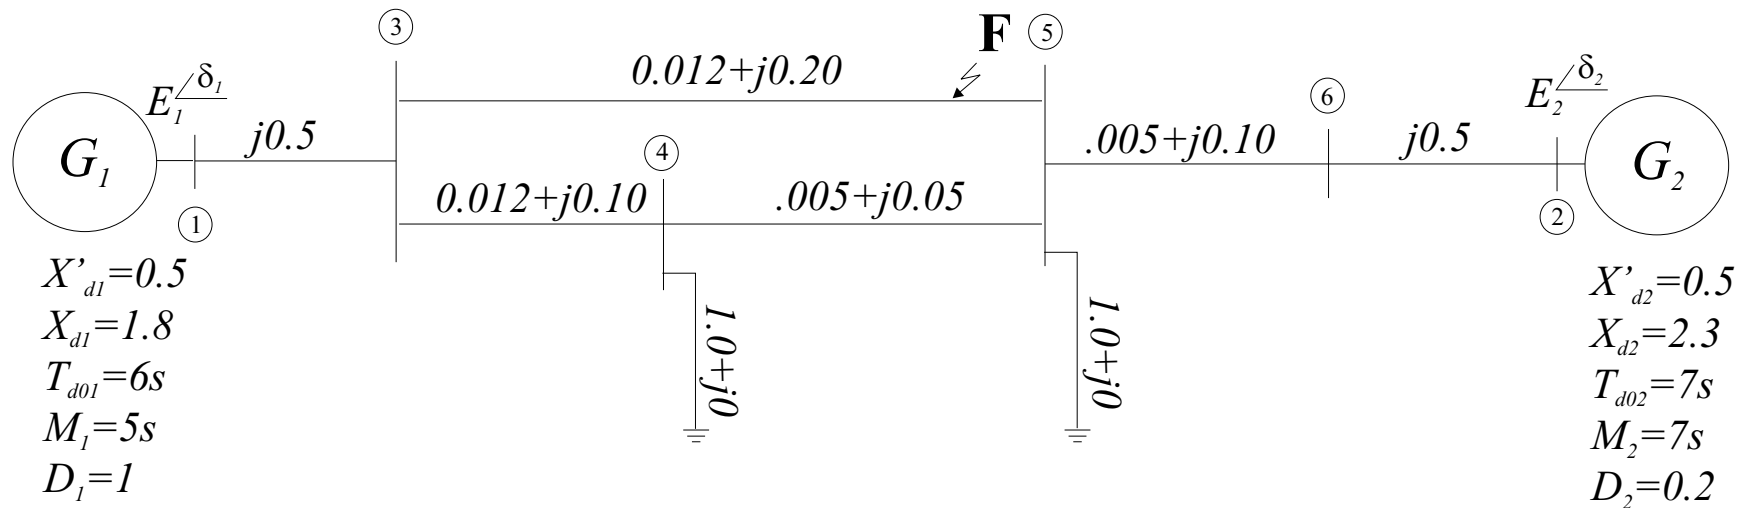 ③
F
⑤
0.012+j0.20
E₁∠δ₁
E₂∠δ₂
⑥
G₁
j0.5
④
.005+j0.10
j0.5
G₂
0.012+j0.10
.005+j0.05
①
②
X’d1=0.5
Xd1=1.8
Td01=6s
M1=5s
D1=1
1.0+j0
1.0+j0
X’d2=0.5
Xd2=2.3
Td02=7s
M2=7s
D2=0.2